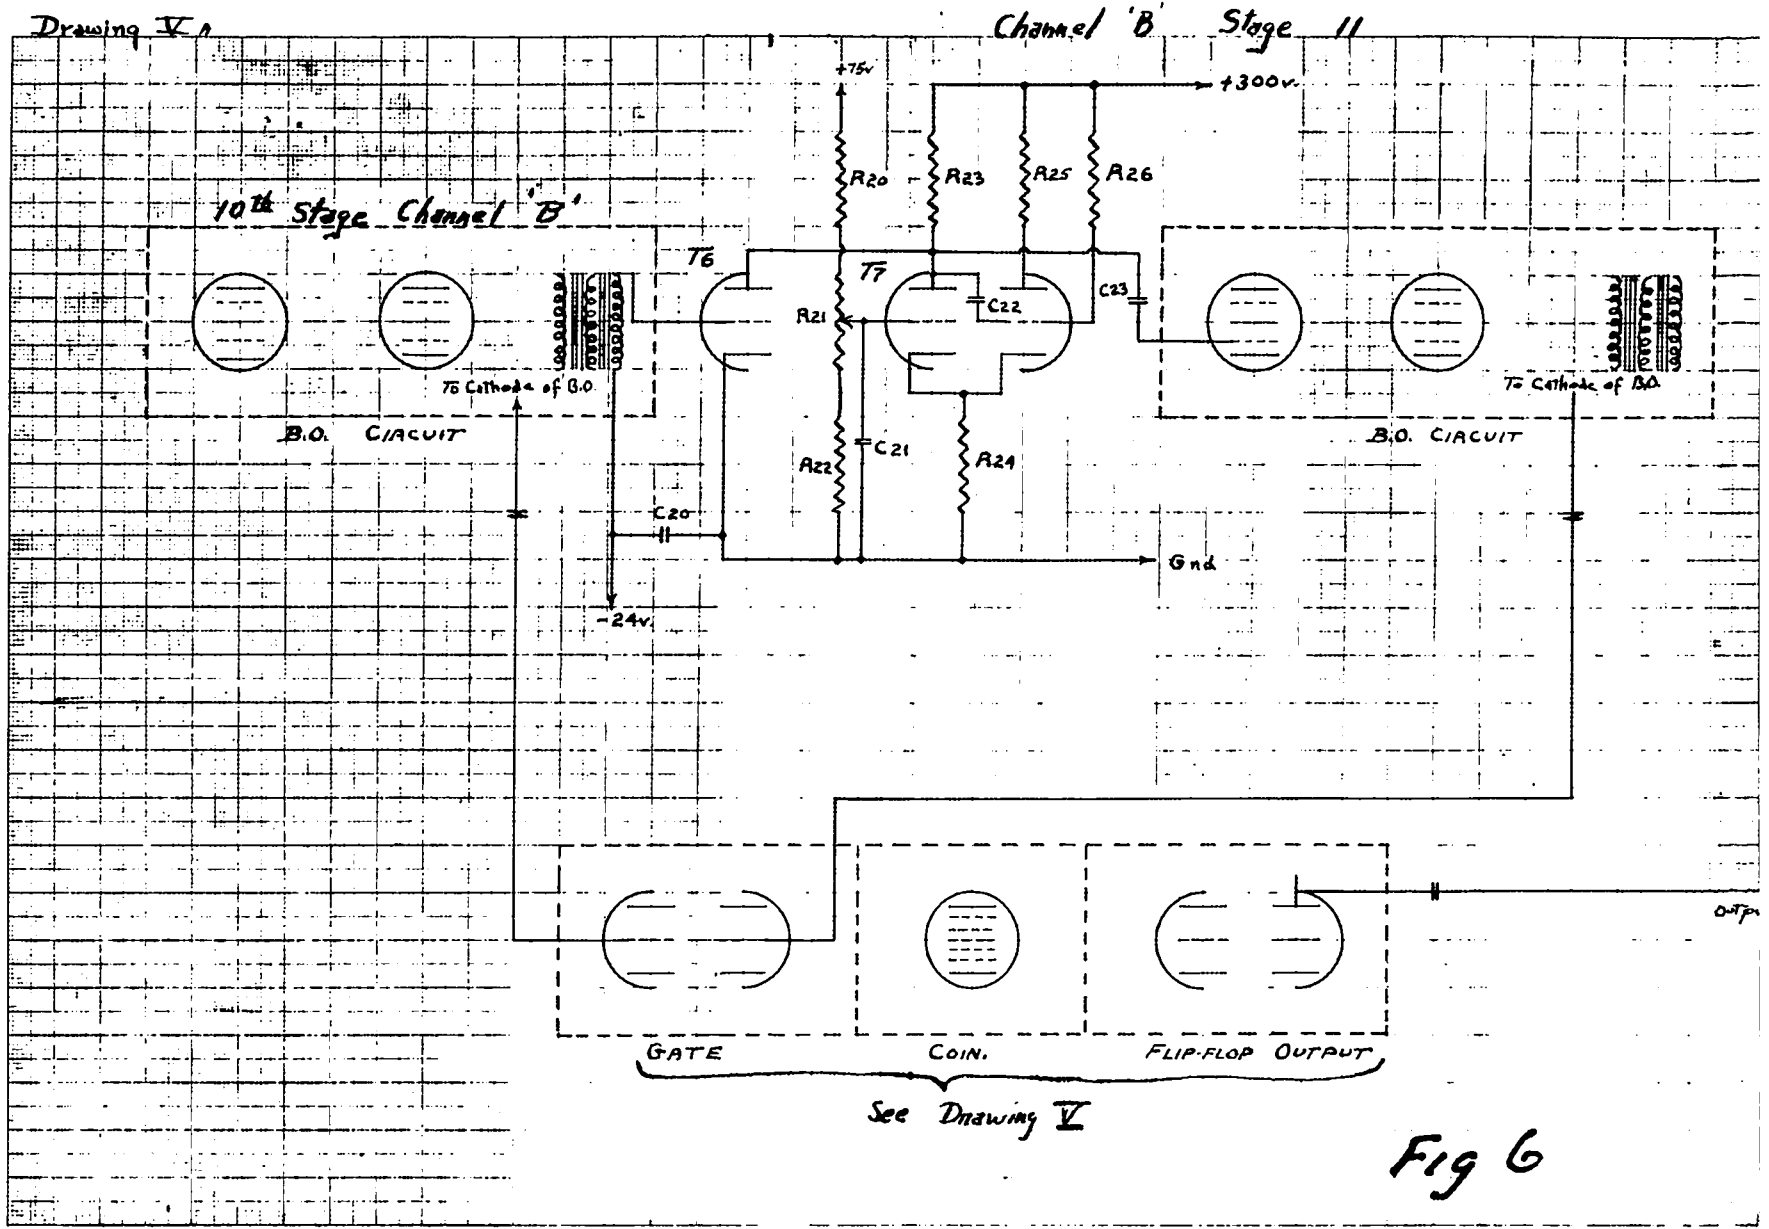 Drawing V A
Channel 'B' Stage 11
+75v
+300v.
R20
R23
R25
R26
10th Stage Channel 'B'
T6
T7
R21
C22
C23
To Cathode of B.O.
To Cathode of B.O.
B.O. CIRCUIT
B.O. CIRCUIT
R22
C21
R24
C20
Gnd
-24v.
GATE
COIN.
FLIP-FLOP OUTPUT
See Drawing V
Fig 6